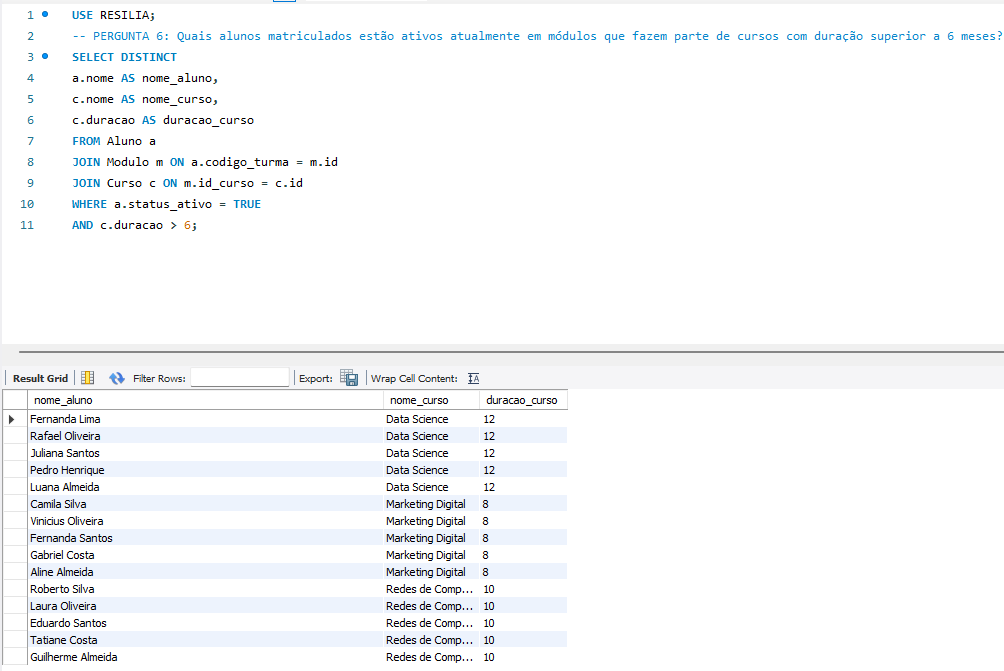 1 USE RESILIA;
2 -- PERGUNTA 6: Quais alunos matriculados estão ativos atualmente em módulos que fazem parte de cursos com duração superior a 6 meses?
3 SELECT DISTINCT
4 a.nome AS nome_aluno,
5 c.nome AS nome_curso,
6 c.duracao AS duracao_curso
7 FROM Aluno a
8 JOIN Modulo m ON a.codigo_turma = m.id
9 JOIN Curso c ON m.id_curso = c.id
10 WHERE a.status_ativo = TRUE
11 AND c.duracao > 6;
Result Grid Filter Rows: Export: Wrap Cell Content: IA
nome_aluno nome_curso duracao_curso
Fernanda Lima Data Science 12
Rafael Oliveira Data Science 12
Juliana Santos Data Science 12
Pedro Henrique Data Science 12
Luana Almeida Data Science 12
Camila Silva Marketing Digital 8
Vinicius Oliveira Marketing Digital 8
Fernanda Santos Marketing Digital 8
Gabriel Costa Marketing Digital 8
Aline Almeida Marketing Digital 8
Roberto Silva Redes de Comp... 10
Laura Oliveira Redes de Comp... 10
Eduardo Santos Redes de Comp... 10
Tatiane Costa Redes de Comp... 10
Guilherme Almeida Redes de Comp... 10